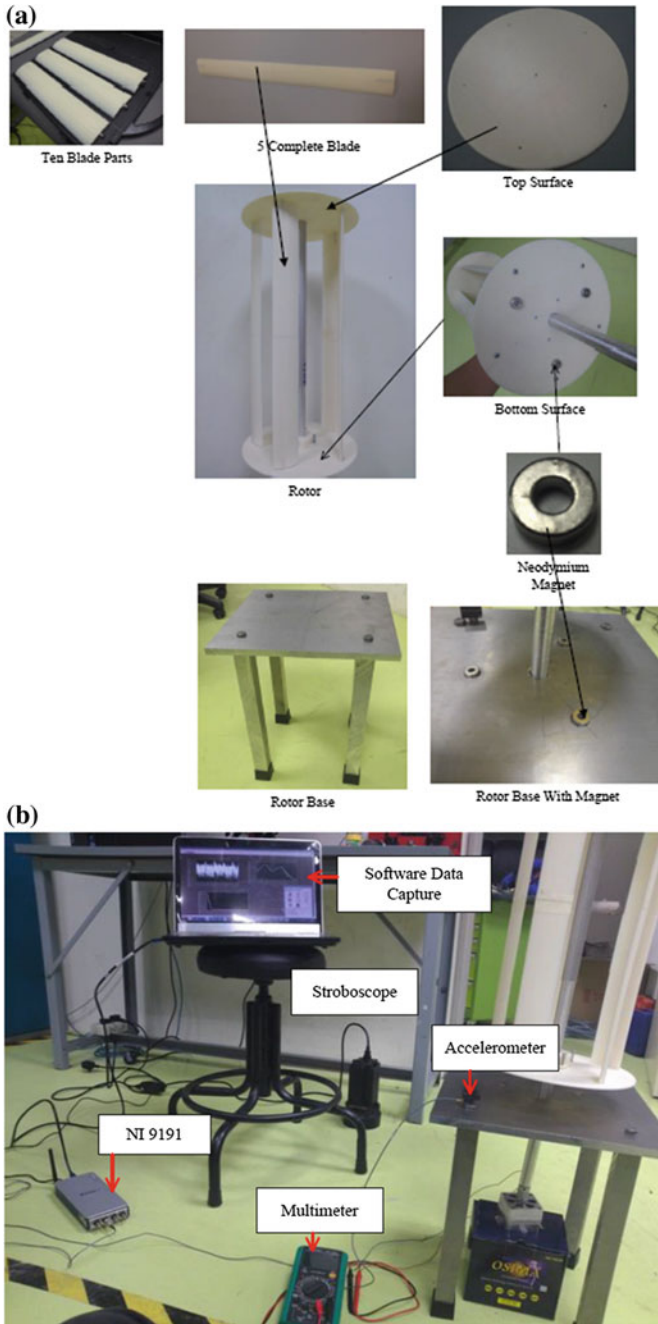 (a)
Ten Blade Parts
5 Complete Blade
Top Surface
Bottom Surface
Rotor
Neodymium
Magnet
Rotor Base
Rotor Base With Magnet
(b)
Software Data
Capture
Stroboscope
Accelerometer
NI 9191
Multimeter